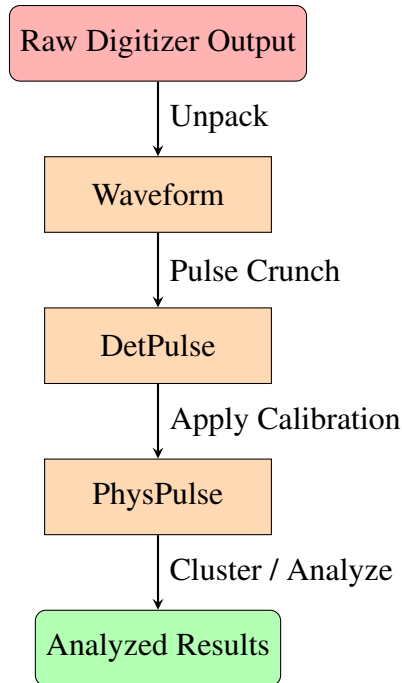 Raw Digitizer Output
Unpack
Waveform
Pulse Crunch
DetPulse
Apply Calibration
PhysPulse
Cluster / Analyze
Analyzed Results